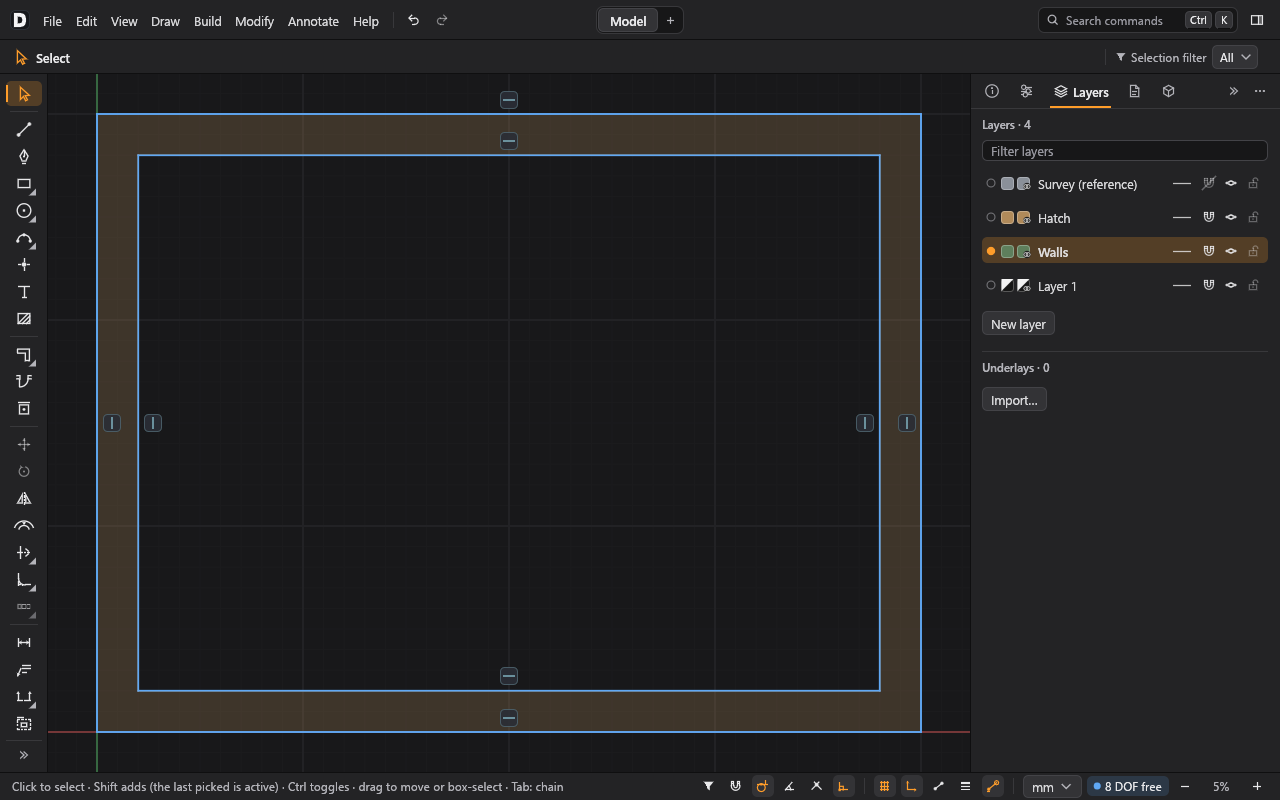 D File Edit View Draw Build Modify Annotate Help Model + Search commands Ctrl K
Select Selection filter All
Layers
Layers · 4
Filter layers
Survey (reference)
Hatch
Walls
Layer 1
New layer
Underlays · 0
Import...
Click to select · Shift adds (the last picked is active) · Ctrl toggles · drag to move or box-select · Tab: chain mm 8 DOF free − 5% +